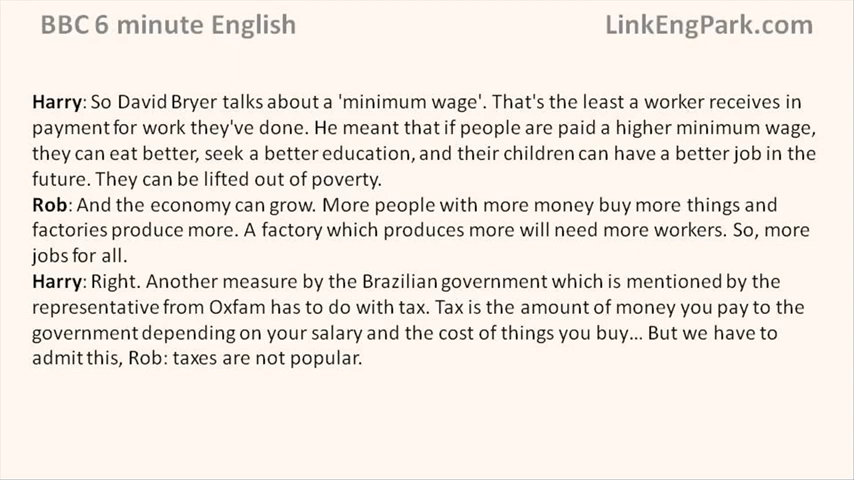 BBC 6 minute English
LinkEngPark.com
Harry: So David Bryer talks about a 'minimum wage'. That's the least a worker receives in
payment for work they've done. He meant that if people are paid a higher minimum wage,
they can eat better, seek a better education, and their children can have a better job in the
future. They can be lifted out of poverty.
Rob: And the economy can grow. More people with more money buy more things and
factories produce more. A factory which produces more will need more workers. So, more
jobs for all.
Harry: Right. Another measure by the Brazilian government which is mentioned by the
representative from Oxfam has to do with tax. Tax is the amount of money you pay to the
government depending on your salary and the cost of things you buy... But we have to
admit this, Rob: taxes are not popular.